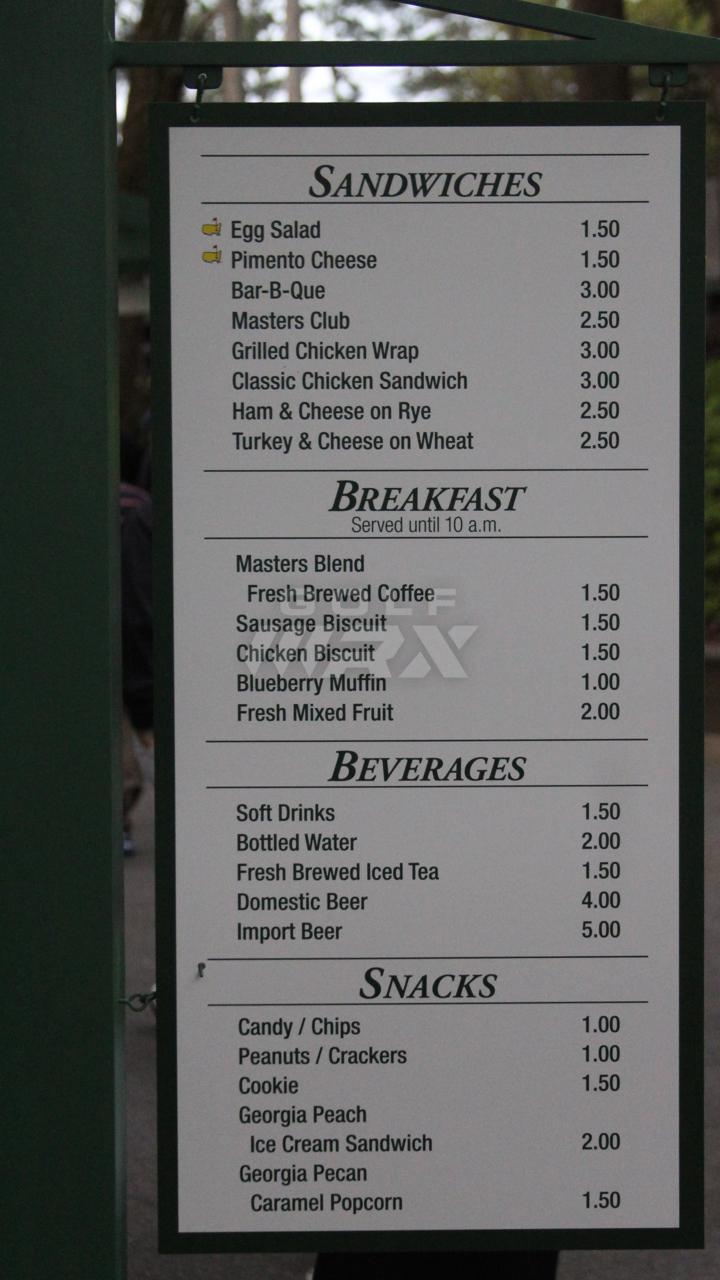 SANDWICHES
Egg Salad 1.50
Pimento Cheese 1.50
Bar-B-Que 3.00
Masters Club 2.50
Grilled Chicken Wrap 3.00
Classic Chicken Sandwich 3.00
Ham & Cheese on Rye 2.50
Turkey & Cheese on Wheat 2.50
BREAKFAST
Served until 10 a.m.
Masters Blend
Fresh Brewed Coffee 1.50
GOLF
Sausage Biscuit 1.50
WRX
Chicken Biscuit 1.50
Blueberry Muffin 1.00
Fresh Mixed Fruit 2.00
BEVERAGES
Soft Drinks 1.50
Bottled Water 2.00
Fresh Brewed Iced Tea 1.50
Domestic Beer 4.00
Import Beer 5.00
SNACKS
Candy / Chips 1.00
Peanuts / Crackers 1.00
Cookie 1.50
Georgia Peach
Ice Cream Sandwich 2.00
Georgia Pecan
Caramel Popcorn 1.50